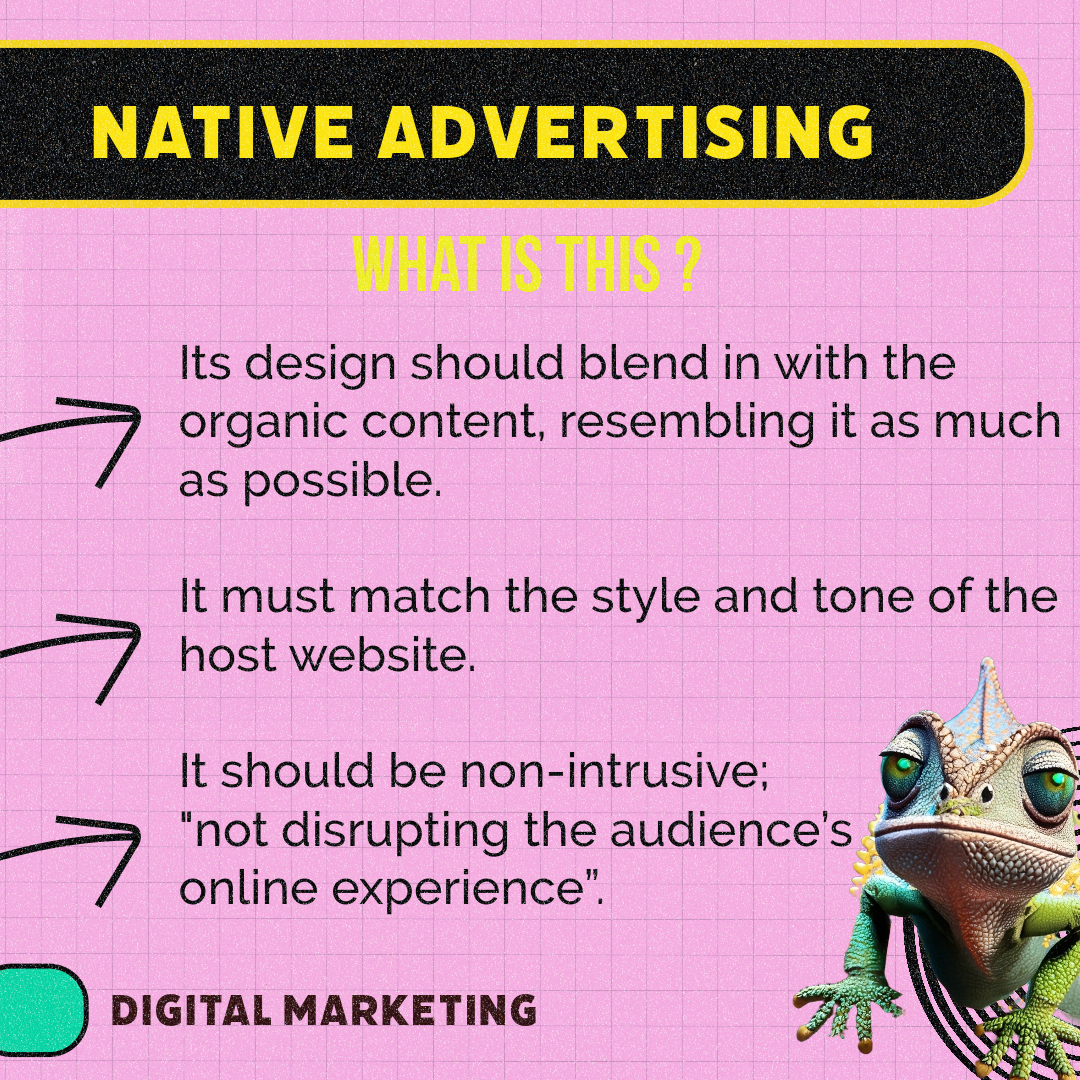 NATIVE ADVERTISING
WHAT IS THIS ?
Its design should blend in with the
organic content, resembling it as much
as possible.
It must match the style and tone of the
host website.
It should be non-intrusive;
"not disrupting the audience’s
online experience”.
DIGITAL MARKETING